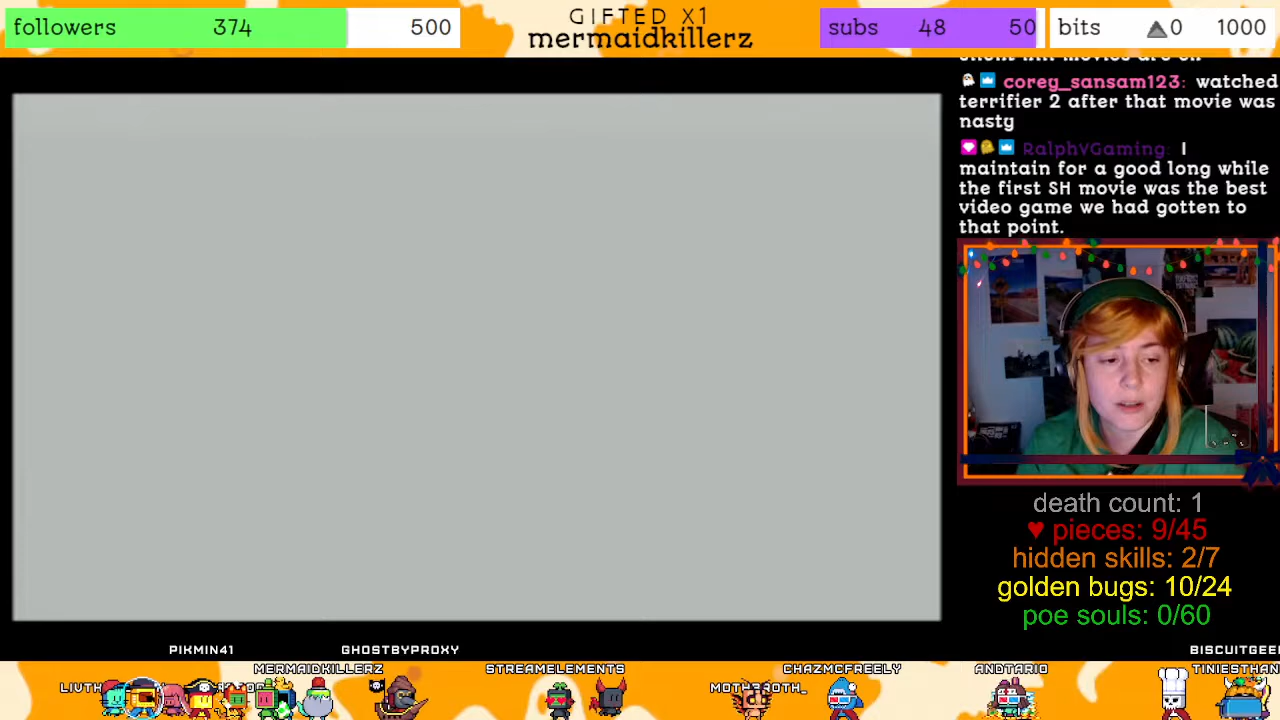 followers 374 500
GIFTED X1
mermaidkillerz
subs 48 50
bits 0 1000
corey_sansam123: watched
terrifier 2 after that movie was
nasty
RalphVGaming: I
maintain for a good long while
the first SH movie was the best
video game we had gotten to
that point.
death count: 1
♥ pieces: 9/45
hidden skills: 2/7
golden bugs: 10/24
poe souls: 0/60
PIKMIN41
GHOSTBYPROXY
BISCUITGEE
MERMAIDKILLERZ
STREAMELEMENTS
CHAZMCFREELY
ANDTARIO
TINIESTHAN